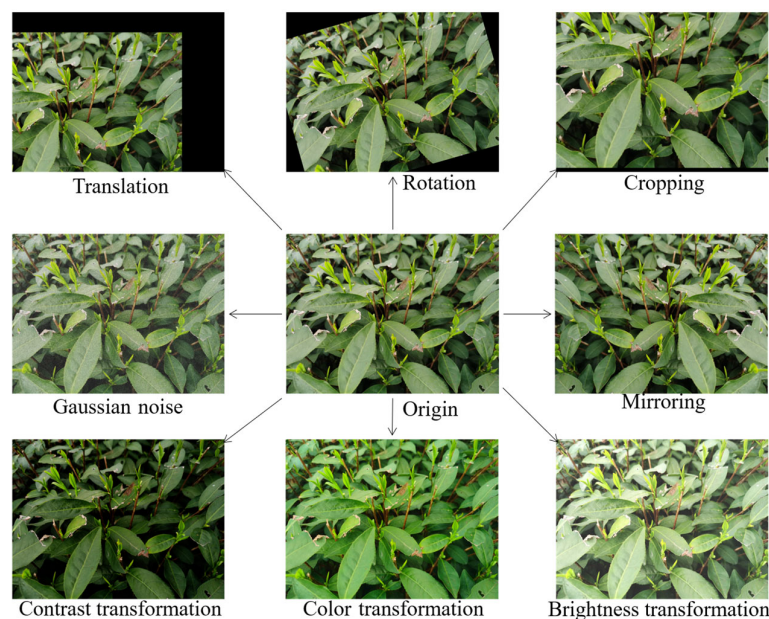 Translation
Rotation
Cropping
Gaussian noise
Origin
Mirroring
Contrast transformation
Color transformation
Brightness transformation